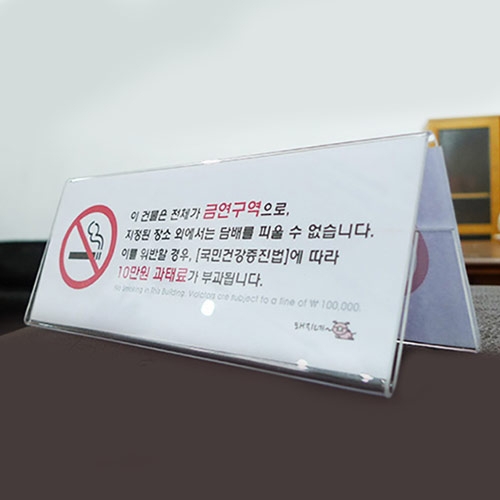 이 건물은 전체가 금연구역으로,
지정된 장소 외에서는 담배를 피울 수 없습니다.
이를 위반할 경우, [국민건강증진법]에 따라
10만원 과태료가 부과됩니다.
No smoking in this Building. Violators are subject to a fine of ₩100,000.